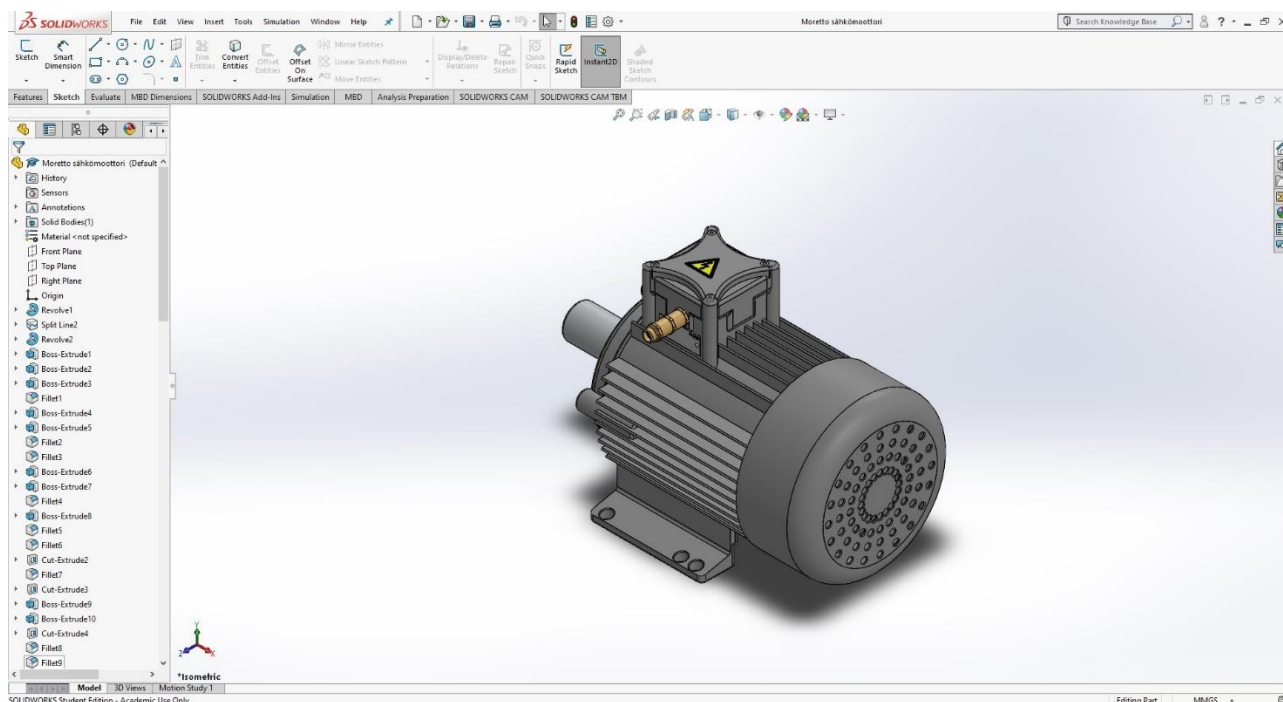 SOLIDWORKS File Edit View Insert Tools Simulation Window Help Moretto sähkömoottori Search Knowledge Base ?
Sketch Smart Dimension Trim Entities Convert Entities Offset Entities Offset On Surface Mirror Entities Linear Sketch Pattern Move Entities Display/Delete Relations Repair Sketch Quick Snaps Rapid Sketch Instant2D Shaded Sketch Contours
Features Sketch Evaluate MBD Dimensions SOLIDWORKS Add-Ins Simulation MBD Analysis Preparation SOLIDWORKS CAM SOLIDWORKS CAM TBM
Moretto sähkömoottori (Default
History
Sensors
Annotations
Solid Bodies(1)
Material <not specified>
Front Plane
Top Plane
Right Plane
Origin
Revolve1
Split Line2
Revolve2
Boss-Extrude1
Boss-Extrude2
Boss-Extrude3
Fillet1
Boss-Extrude4
Boss-Extrude5
Fillet2
Fillet3
Boss-Extrude6
Boss-Extrude7
Fillet4
Boss-Extrude8
Fillet5
Fillet6
Cut-Extrude2
Fillet7
Cut-Extrude3
Boss-Extrude9
Boss-Extrude10
Cut-Extrude4
Fillet8
Fillet9
Y
Z X
*Isometric
Model 3D Views Motion Study 1
SOLIDWORKS Student Edition - Academic Use Only Editing Part MMGS